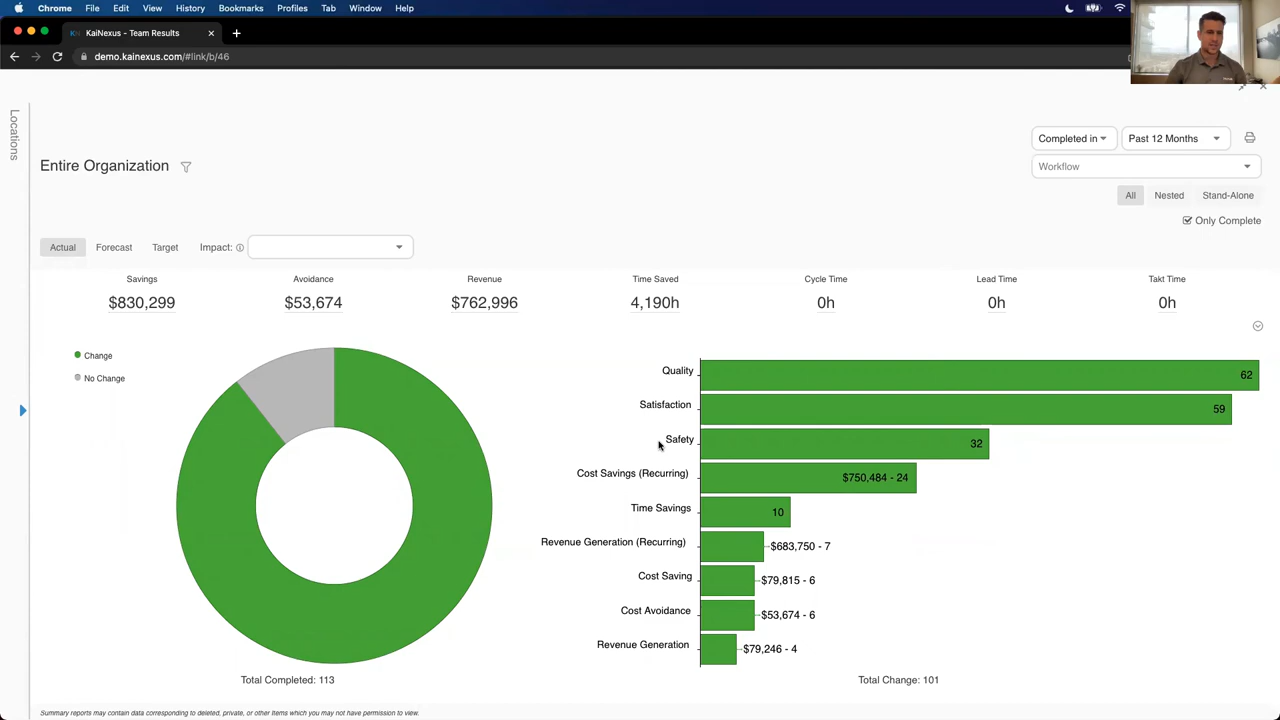 Chrome File Edit View History Bookmarks Profiles Tab Window Help
KaiNexus - Team Results
demo.kainexus.com/#link/b/46
Locations
Completed in Past 12 Months
Entire Organization
Workflow
All Nested Stand-Alone
Only Complete
Actual Forecast Target Impact:
Savings Avoidance Revenue Time Saved Cycle Time Lead Time Takt Time
$830,299 $53,674 $762,996 4,190h 0h 0h 0h
Change
No Change
Quality 62
Satisfaction 59
Safety 32
Cost Savings (Recurring) $750,484 - 24
Time Savings 10
Revenue Generation (Recurring) $683,750 - 7
Cost Saving $79,815 - 6
Cost Avoidance $53,674 - 6
Revenue Generation $79,246 - 4
Total Completed: 113 Total Change: 101
Summary reports may contain data corresponding to deleted, private, or other items which you may not have permission to view.